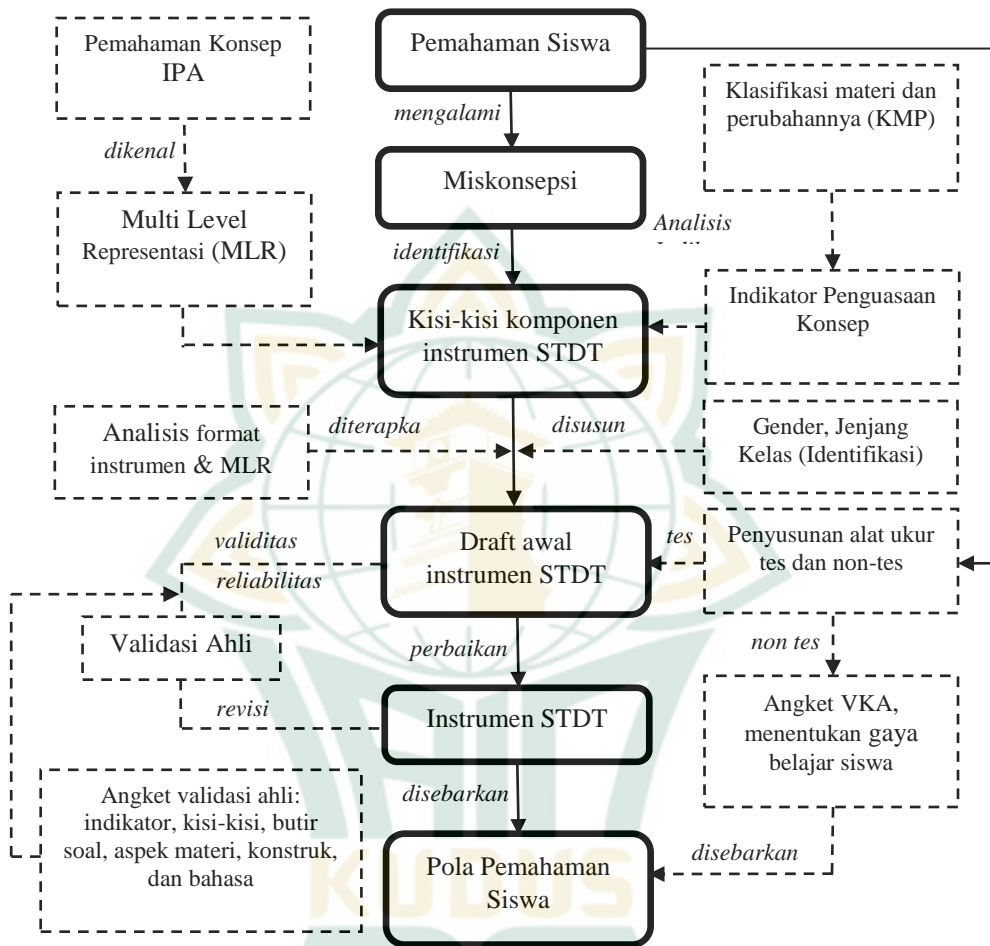 Pemahaman Konsep
IPA
Pemahaman Siswa
Klasifikasi materi dan
perubahannya (KMP)
mengalami
dikenal
Miskonsepsi
Multi Level
Representasi (MLR)
identifikasi
Analisis
Kisi-kisi komponen
instrumen STDT
Indikator Penguasaan
Konsep
Analisis format
instrumen & MLR
diterapka
disusun
Gender, Jenjang
Kelas (Identifikasi)
validitas
reliabilitas
Draft awal
instrumen STDT
tes
Penyusunan alat ukur
tes dan non-tes
Validasi Ahli
perbaikan
non tes
revisi
Instrumen STDT
Angket VKA,
menentukan gaya
belajar siswa
Angket validasi ahli:
indikator, kisi-kisi, butir
soal, aspek materi, konstruk,
dan bahasa
disebarkan
Pola Pemahaman
Siswa
disebarkan
KUDUS